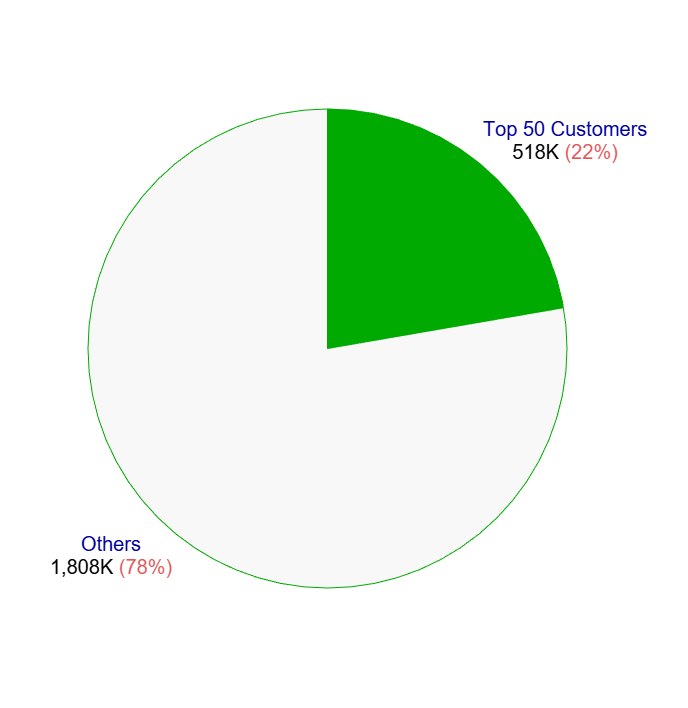 Top 50 Customers
518K (22%)
Others
1,808K (78%)